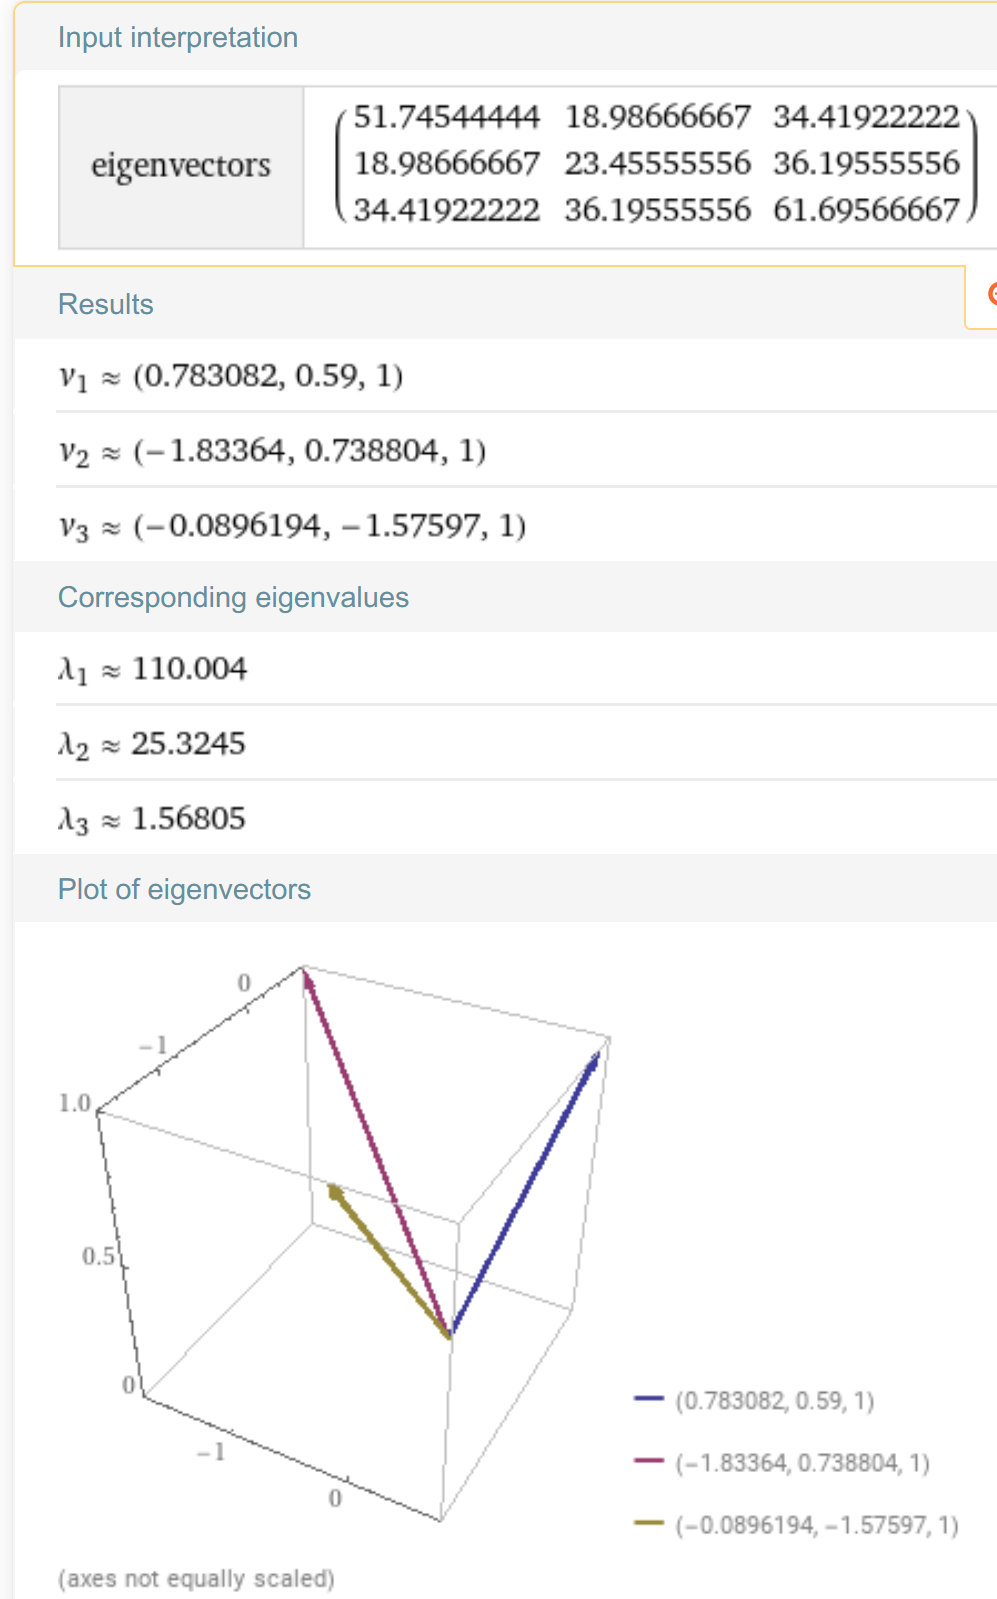 Input interpretation
eigenvectors
51.74544444 18.98666667 34.41922222
18.98666667 23.45555556 36.19555556
34.41922222 36.19555556 61.69566667
Results
v₁ ≈ (0.783082, 0.59, 1)
v₂ ≈ (−1.83364, 0.738804, 1)
v₃ ≈ (−0.0896194, −1.57597, 1)
Corresponding eigenvalues
λ₁ ≈ 110.004
λ₂ ≈ 25.3245
λ₃ ≈ 1.56805
Plot of eigenvectors
0
−1
1.0
0.5
0
−1
0
(0.783082, 0.59, 1)
(−1.83364, 0.738804, 1)
(−0.0896194, −1.57597, 1)
(axes not equally scaled)